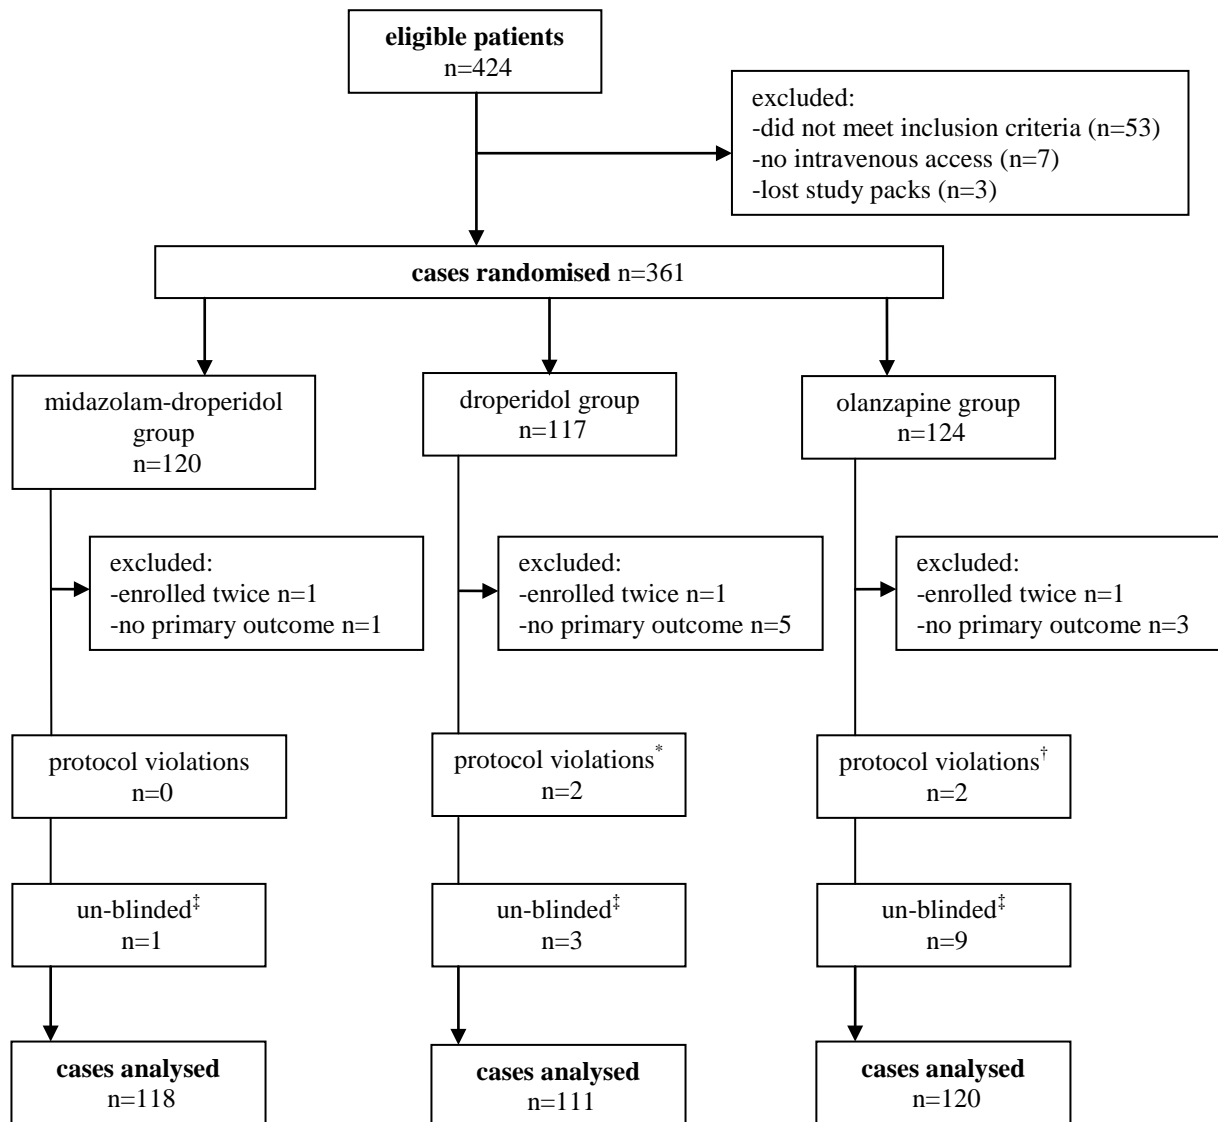 eligible patients
n=424
excluded:
-did not meet inclusion criteria (n=53)
-no intravenous access (n=7)
-lost study packs (n=3)
cases randomised n=361
midazolam-droperidol
group
n=120
droperidol group
n=117
olanzapine group
n=124
excluded:
-enrolled twice n=1
-no primary outcome n=1
excluded:
-enrolled twice n=1
-no primary outcome n=5
excluded:
-enrolled twice n=1
-no primary outcome n=3
protocol violations
n=0
protocol violations*
n=2
protocol violations†
n=2
un-blinded‡
n=1
un-blinded‡
n=3
un-blinded‡
n=9
cases analysed
n=118
cases analysed
n=111
cases analysed
n=120